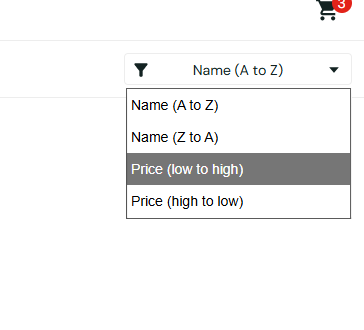 3
Name (A to Z)
Name (A to Z)
Name (Z to A)
Price (low to high)
Price (high to low)